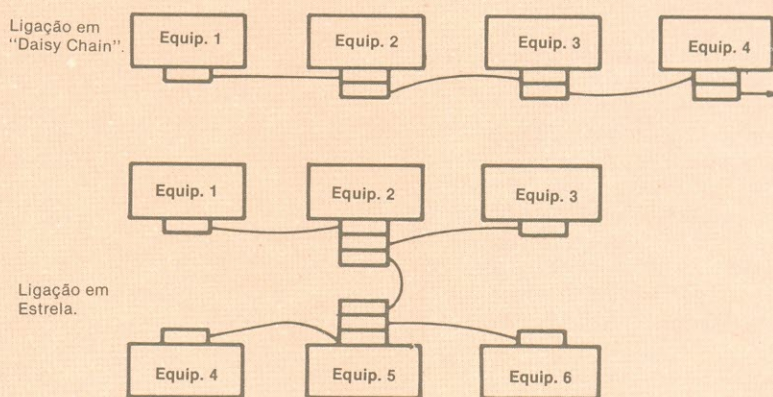 Ligação em
"Daisy Chain".
Equip. 1
Equip. 2
Equip. 3
Equip. 4
Equip. 1
Equip. 2
Equip. 3
Ligação em
Estrela.
Equip. 4
Equip. 5
Equip. 6